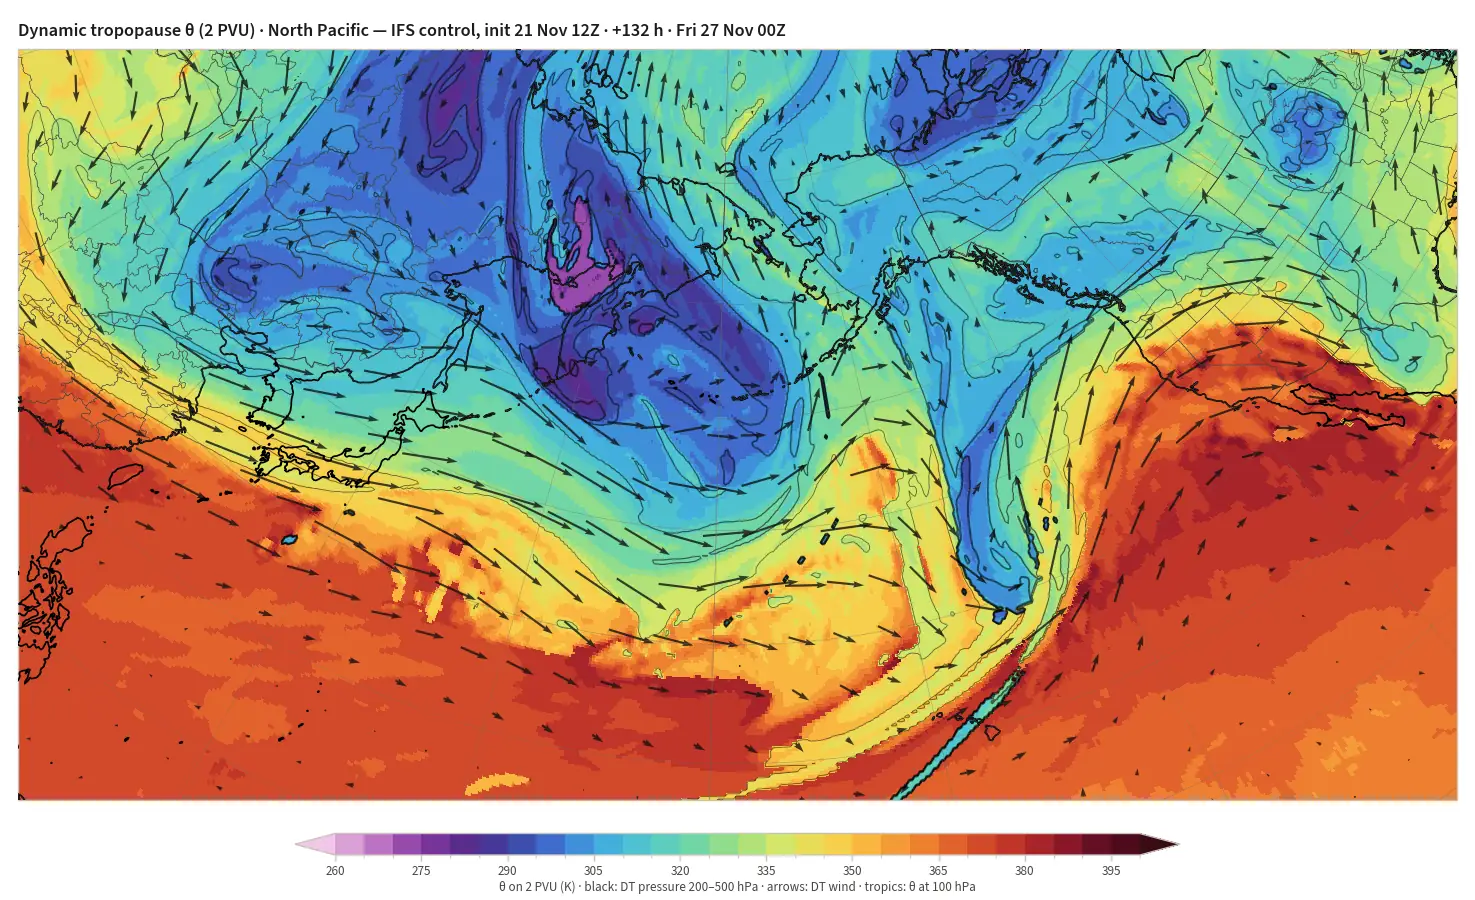 Dynamic tropopause θ (2 PVU) · North Pacific — IFS control, init 21 Nov 12Z · +132 h · Fri 27 Nov 00Z
260 275 290 305 320 335 350 365 380 395
θ on 2 PVU (K) · black: DT pressure 200–500 hPa · arrows: DT wind · tropics: θ at 100 hPa